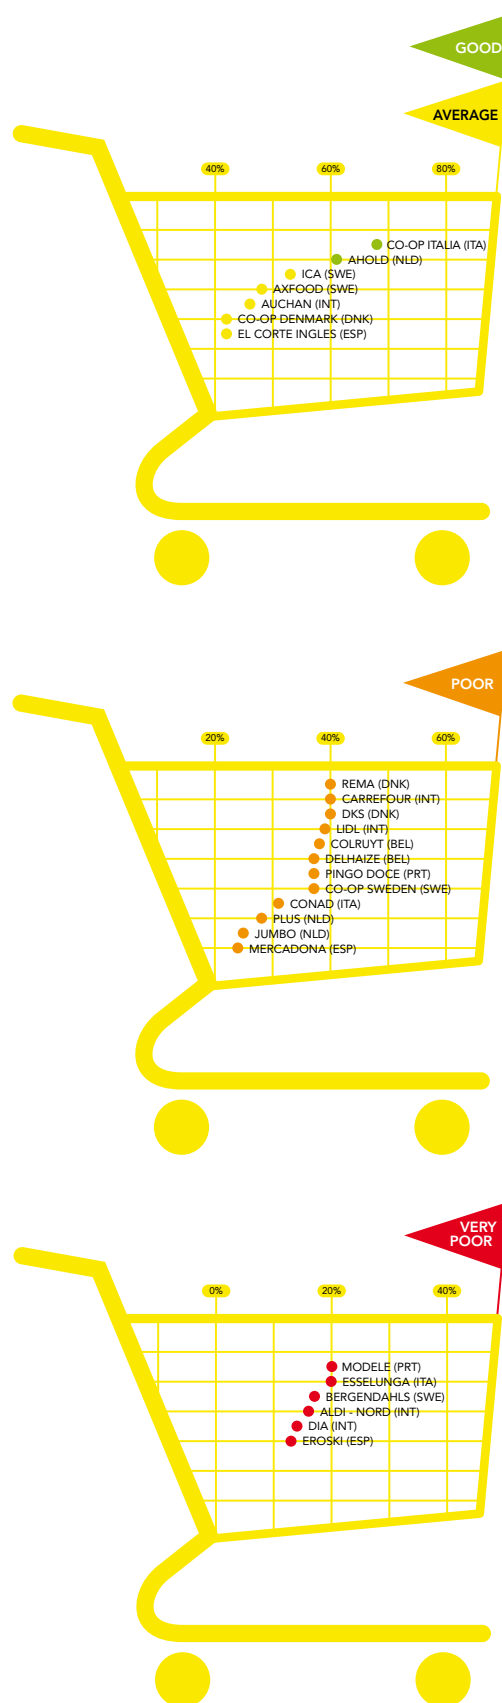 GOOD
AVERAGE
40% 60% 80%
CO-OP ITALIA (ITA)
AHOLD (NLD)
ICA (SWE)
AXFOOD (SWE)
AUCHAN (INT)
CO-OP DENMARK (DNK)
EL CORTE INGLES (ESP)
POOR
20% 40% 60%
REMA (DNK)
CARREFOUR (INT)
DKS (DNK)
LIDL (INT)
COLRUYT (BEL)
DELHAIZE (BEL)
PINGO DOCE (PRT)
CO-OP SWEDEN (SWE)
CONAD (ITA)
PLUS (NLD)
JUMBO (NLD)
MERCADONA (ESP)
VERY
POOR
0% 20% 40%
MODELE (PRT)
ESSELUNGA (ITA)
BERGENDAHLS (SWE)
ALDI - NORD (INT)
DIA (INT)
EROSKI (ESP)